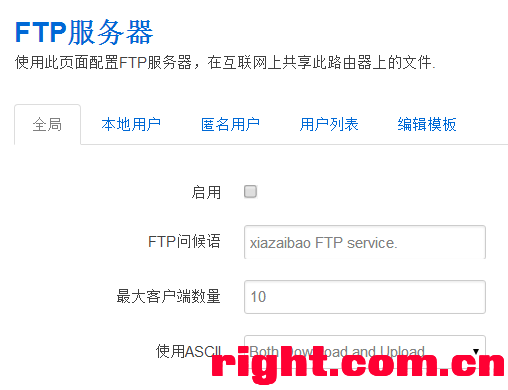 FTP服务器
使用此页面配置FTP服务器，在互联网上共享此路由器上的文件.
全局 本地用户 匿名用户 用户列表 编辑模板
启用
FTP问候语 xiazaibao FTP service.
最大客户端数量 10
使用ASCII Both Download and Upload
right.com.cn